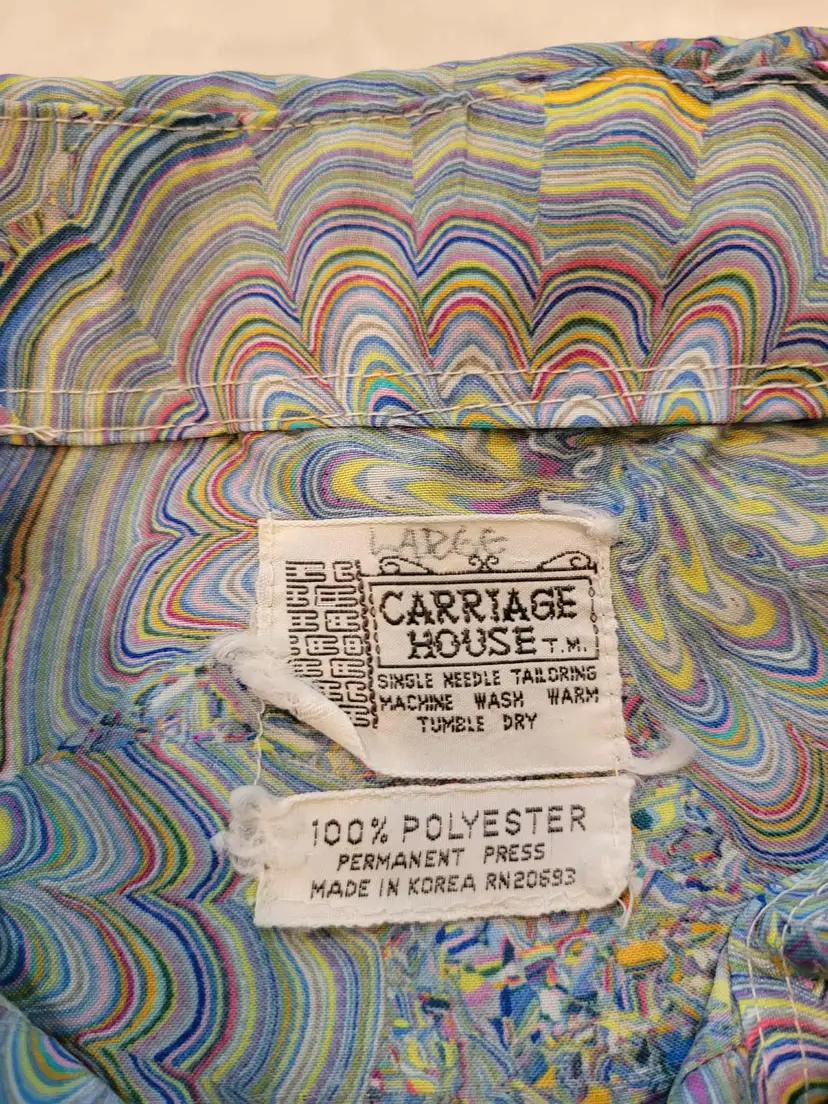 LARGE
CARRIAGE
HOUSE T.M.
SINGLE NEEDLE TAILORING
MACHINE WASH WARM
TUMBLE DRY
100% POLYESTER
PERMANENT PRESS
MADE IN KOREA RN20693